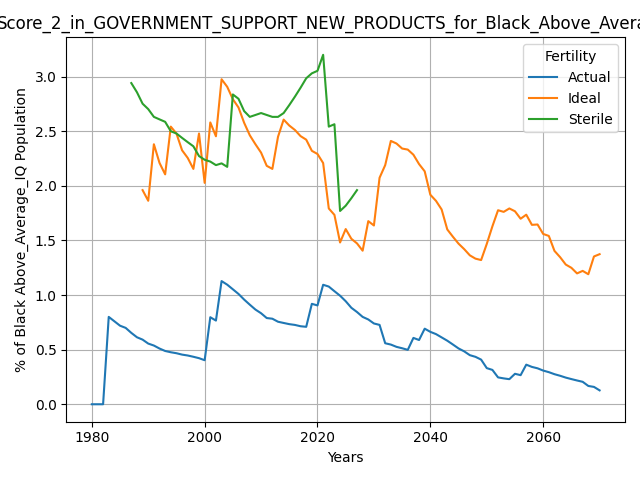 Score_2_in_GOVERNMENT_SUPPORT_NEW_PRODUCTS_for_Black_Above_Avera
Fertility
Actual
Ideal
Sterile
% of Black Above_Average_IQ Population
3.0
2.5
2.0
1.5
1.0
0.5
0.0
1980 2000 2020 2040 2060
Years